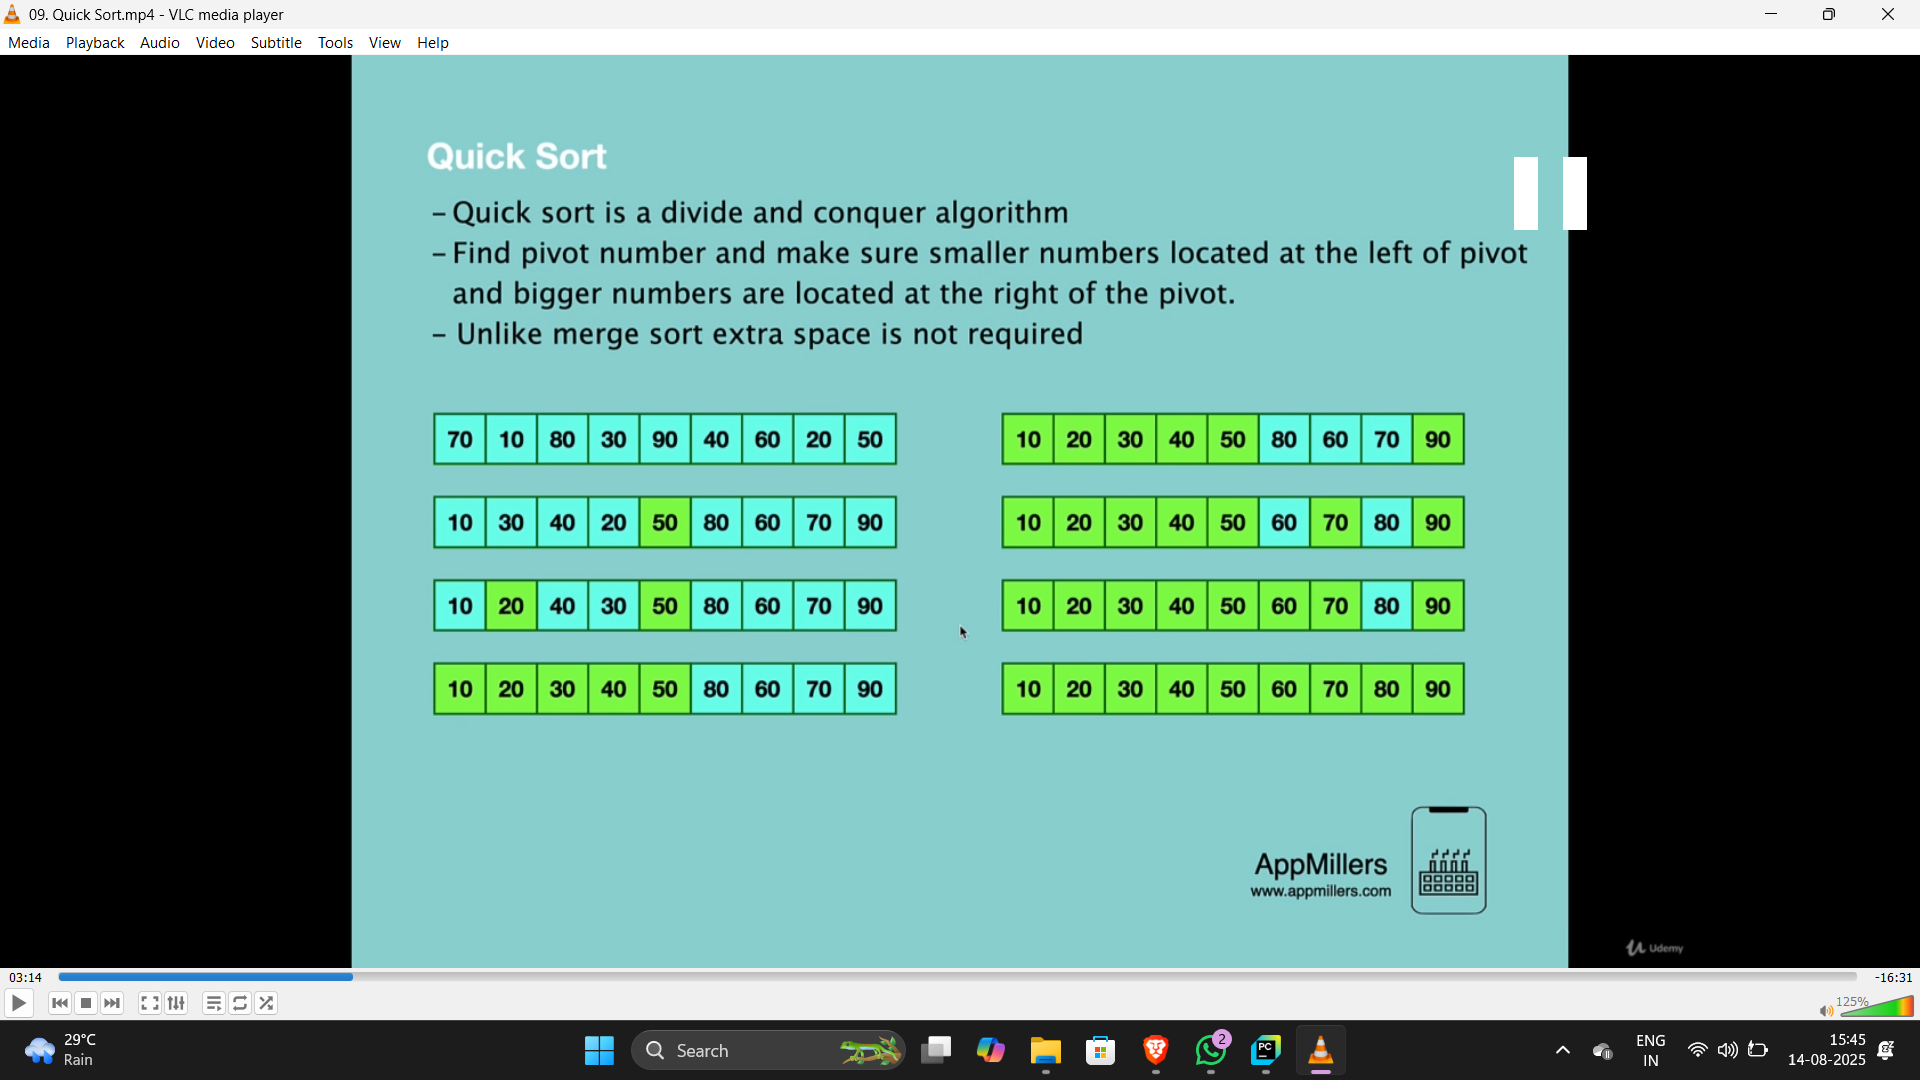 09. Quick Sort.mp4 - VLC media player
Media Playback Audio Video Subtitle Tools View Help
Quick Sort
– Quick sort is a divide and conquer algorithm
– Find pivot number and make sure smaller numbers located at the left of pivot
and bigger numbers are located at the right of the pivot.
– Unlike merge sort extra space is not required
70 10 80 30 90 40 60 20 50
10 30 40 20 50 80 60 70 90
10 20 40 30 50 80 60 70 90
10 20 30 40 50 80 60 70 90
10 20 30 40 50 80 60 70 90
10 20 30 40 50 60 70 80 90
10 20 30 40 50 60 70 80 90
10 20 30 40 50 60 70 80 90
AppMillers
www.appmillers.com
Udemy
03:14
-16:31
125%
29°C
Rain
Search
2
PC
ENG
IN
15:45
14-08-2025